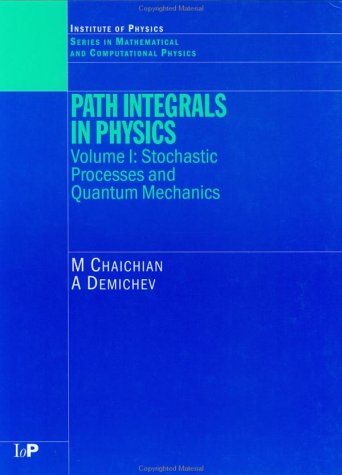 INSTITUTE OF PHYSICS
SERIES IN MATHEMATICAL
AND COMPUTATIONAL PHYSICS
PATH INTEGRALS
IN PHYSICS
Volume I: Stochastic
Processes and
Quantum Mechanics
M CHAICHIAN
A DEMICHEV
IoP